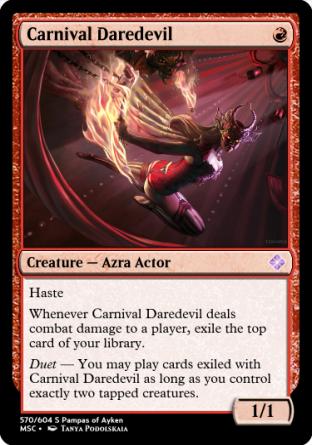 Carnival Daredevil
Creature — Azra Actor
Haste
Whenever Carnival Daredevil deals
combat damage to a player, exile the top
card of your library.
Duet — You may play cards exiled with
Carnival Daredevil as long as you control
exactly two tapped creatures.
1/1
570/604 S Pampas of Ayken
MSC • Tanya Podolskaia